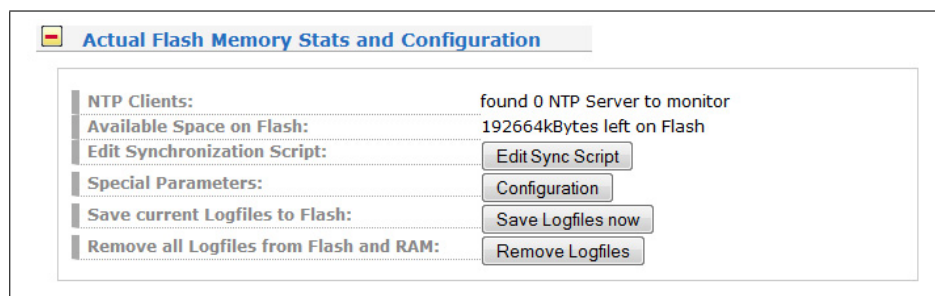 Actual Flash Memory Stats and Configuration
NTP Clients: found 0 NTP Server to monitor
Available Space on Flash: 192664kBytes left on Flash
Edit Synchronization Script: Edit Sync Script
Special Parameters: Configuration
Save current Logfiles to Flash: Save Logfiles now
Remove all Logfiles from Flash and RAM: Remove Logfiles